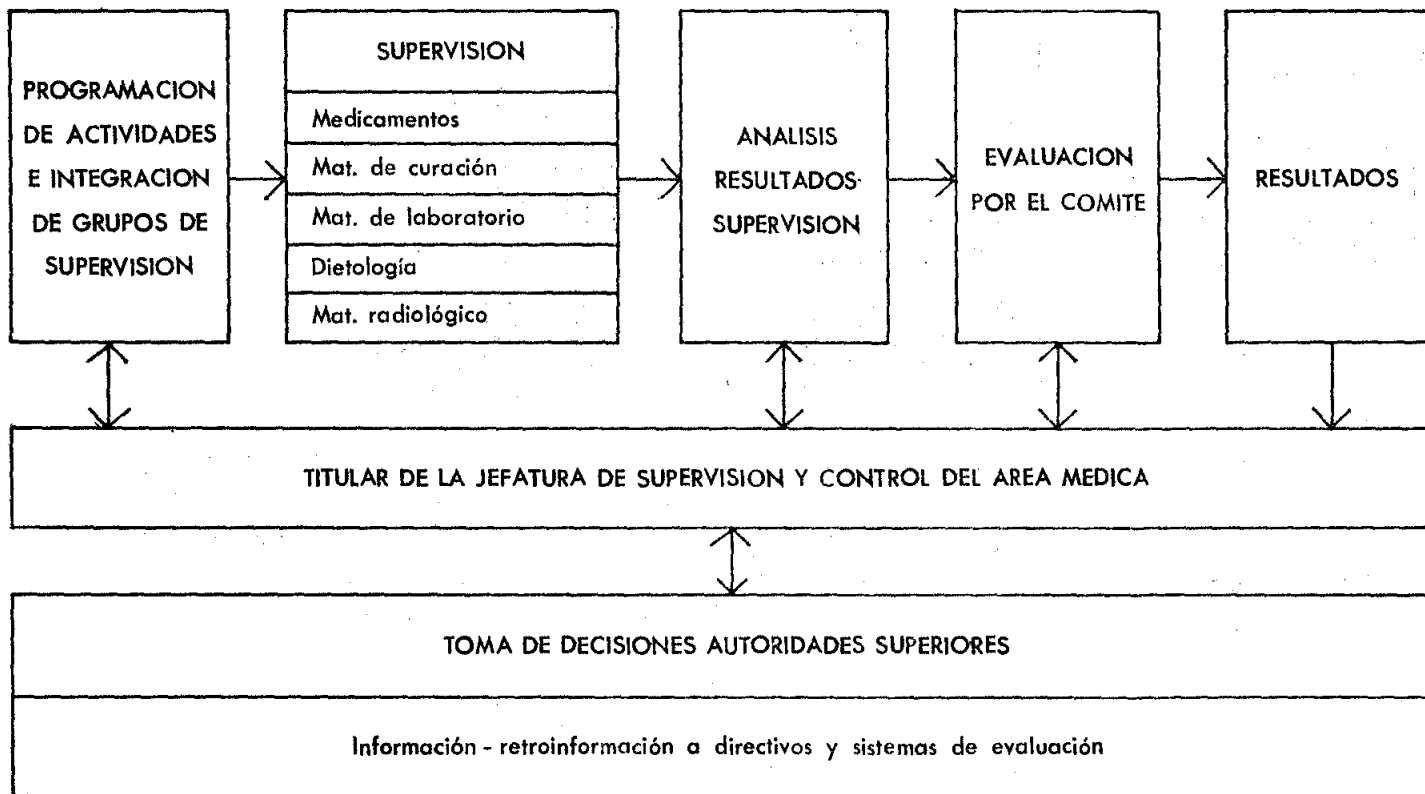 PROGRAMACION
DE ACTIVIDADES
E INTEGRACION
DE GRUPOS DE
SUPERVISION
SUPERVISION
Medicamentos
Mat. de curación
Mat. de laboratorio
Dietología
Mat. radiológico
ANALISIS
RESULTADOS-
SUPERVISION
EVALUACION
POR EL COMITE
RESULTADOS
TITULAR DE LA JEFATURA DE SUPERVISION Y CONTROL DEL AREA MEDICA
TOMA DE DECISIONES AUTORIDADES SUPERIORES
Información - retroinformación a directivos y sistemas de evaluación